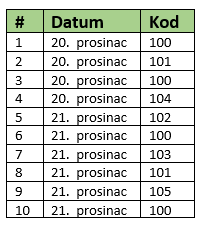 # Datum Kod
1 20. prosinac 100
2 20. prosinac 101
3 20. prosinac 100
4 20. prosinac 104
5 21. prosinac 102
6 21. prosinac 100
7 21. prosinac 103
8 21. prosinac 101
9 21. prosinac 105
10 21. prosinac 100